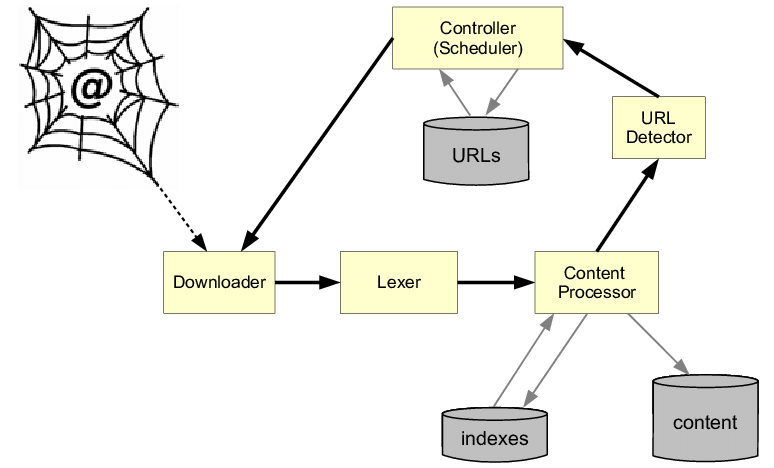 @
Controller
(Scheduler)
URL
Detector
URLs
Downloader
Lexer
Content
Processor
indexes
content